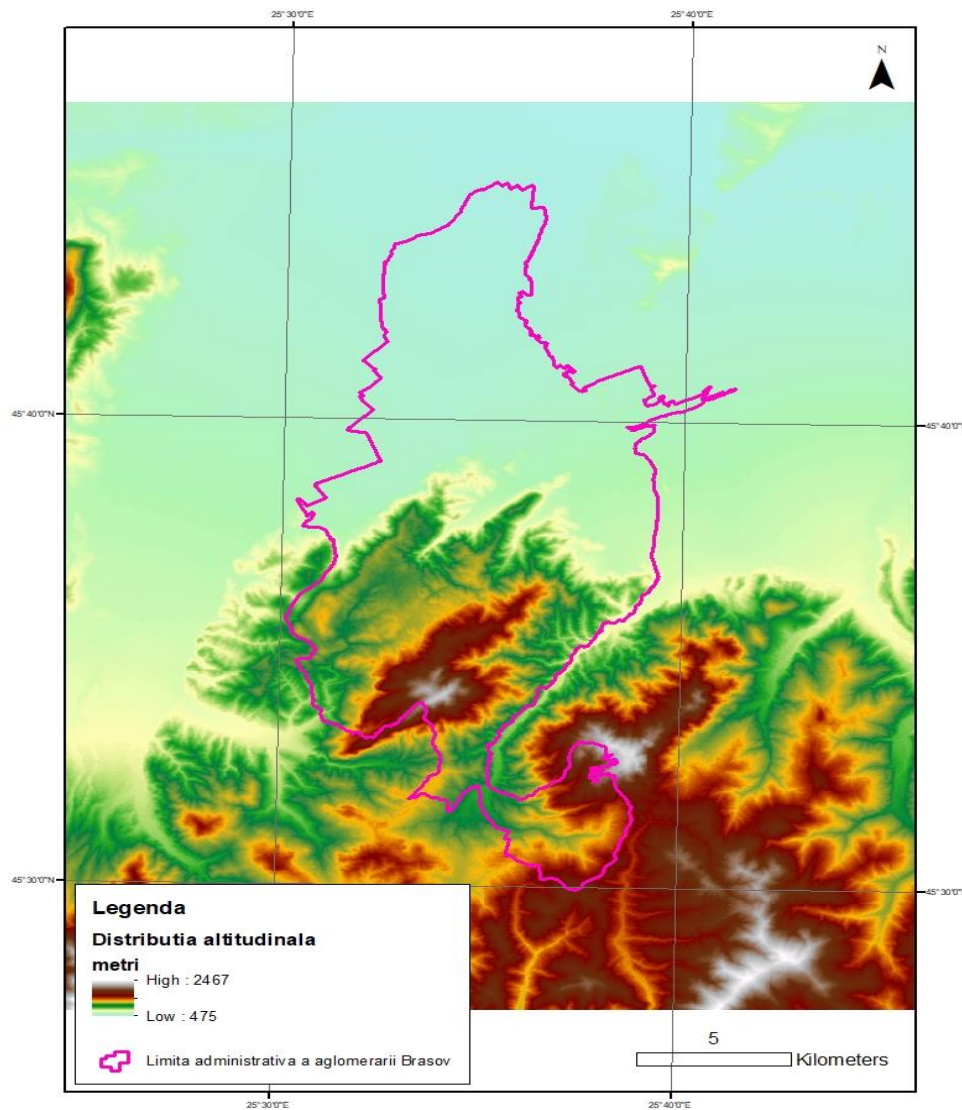 25°30'0"E
25°40'0"E
N
45°40'0"N
45°40'0"N
45°30'0"N
45°30'0"N
Legenda
Distributia altitudinala
metri
High : 2467
Low : 475
Limita administrativa a aglomerarii Brasov
5
Kilometers
25°30'0"E
25°40'0"E